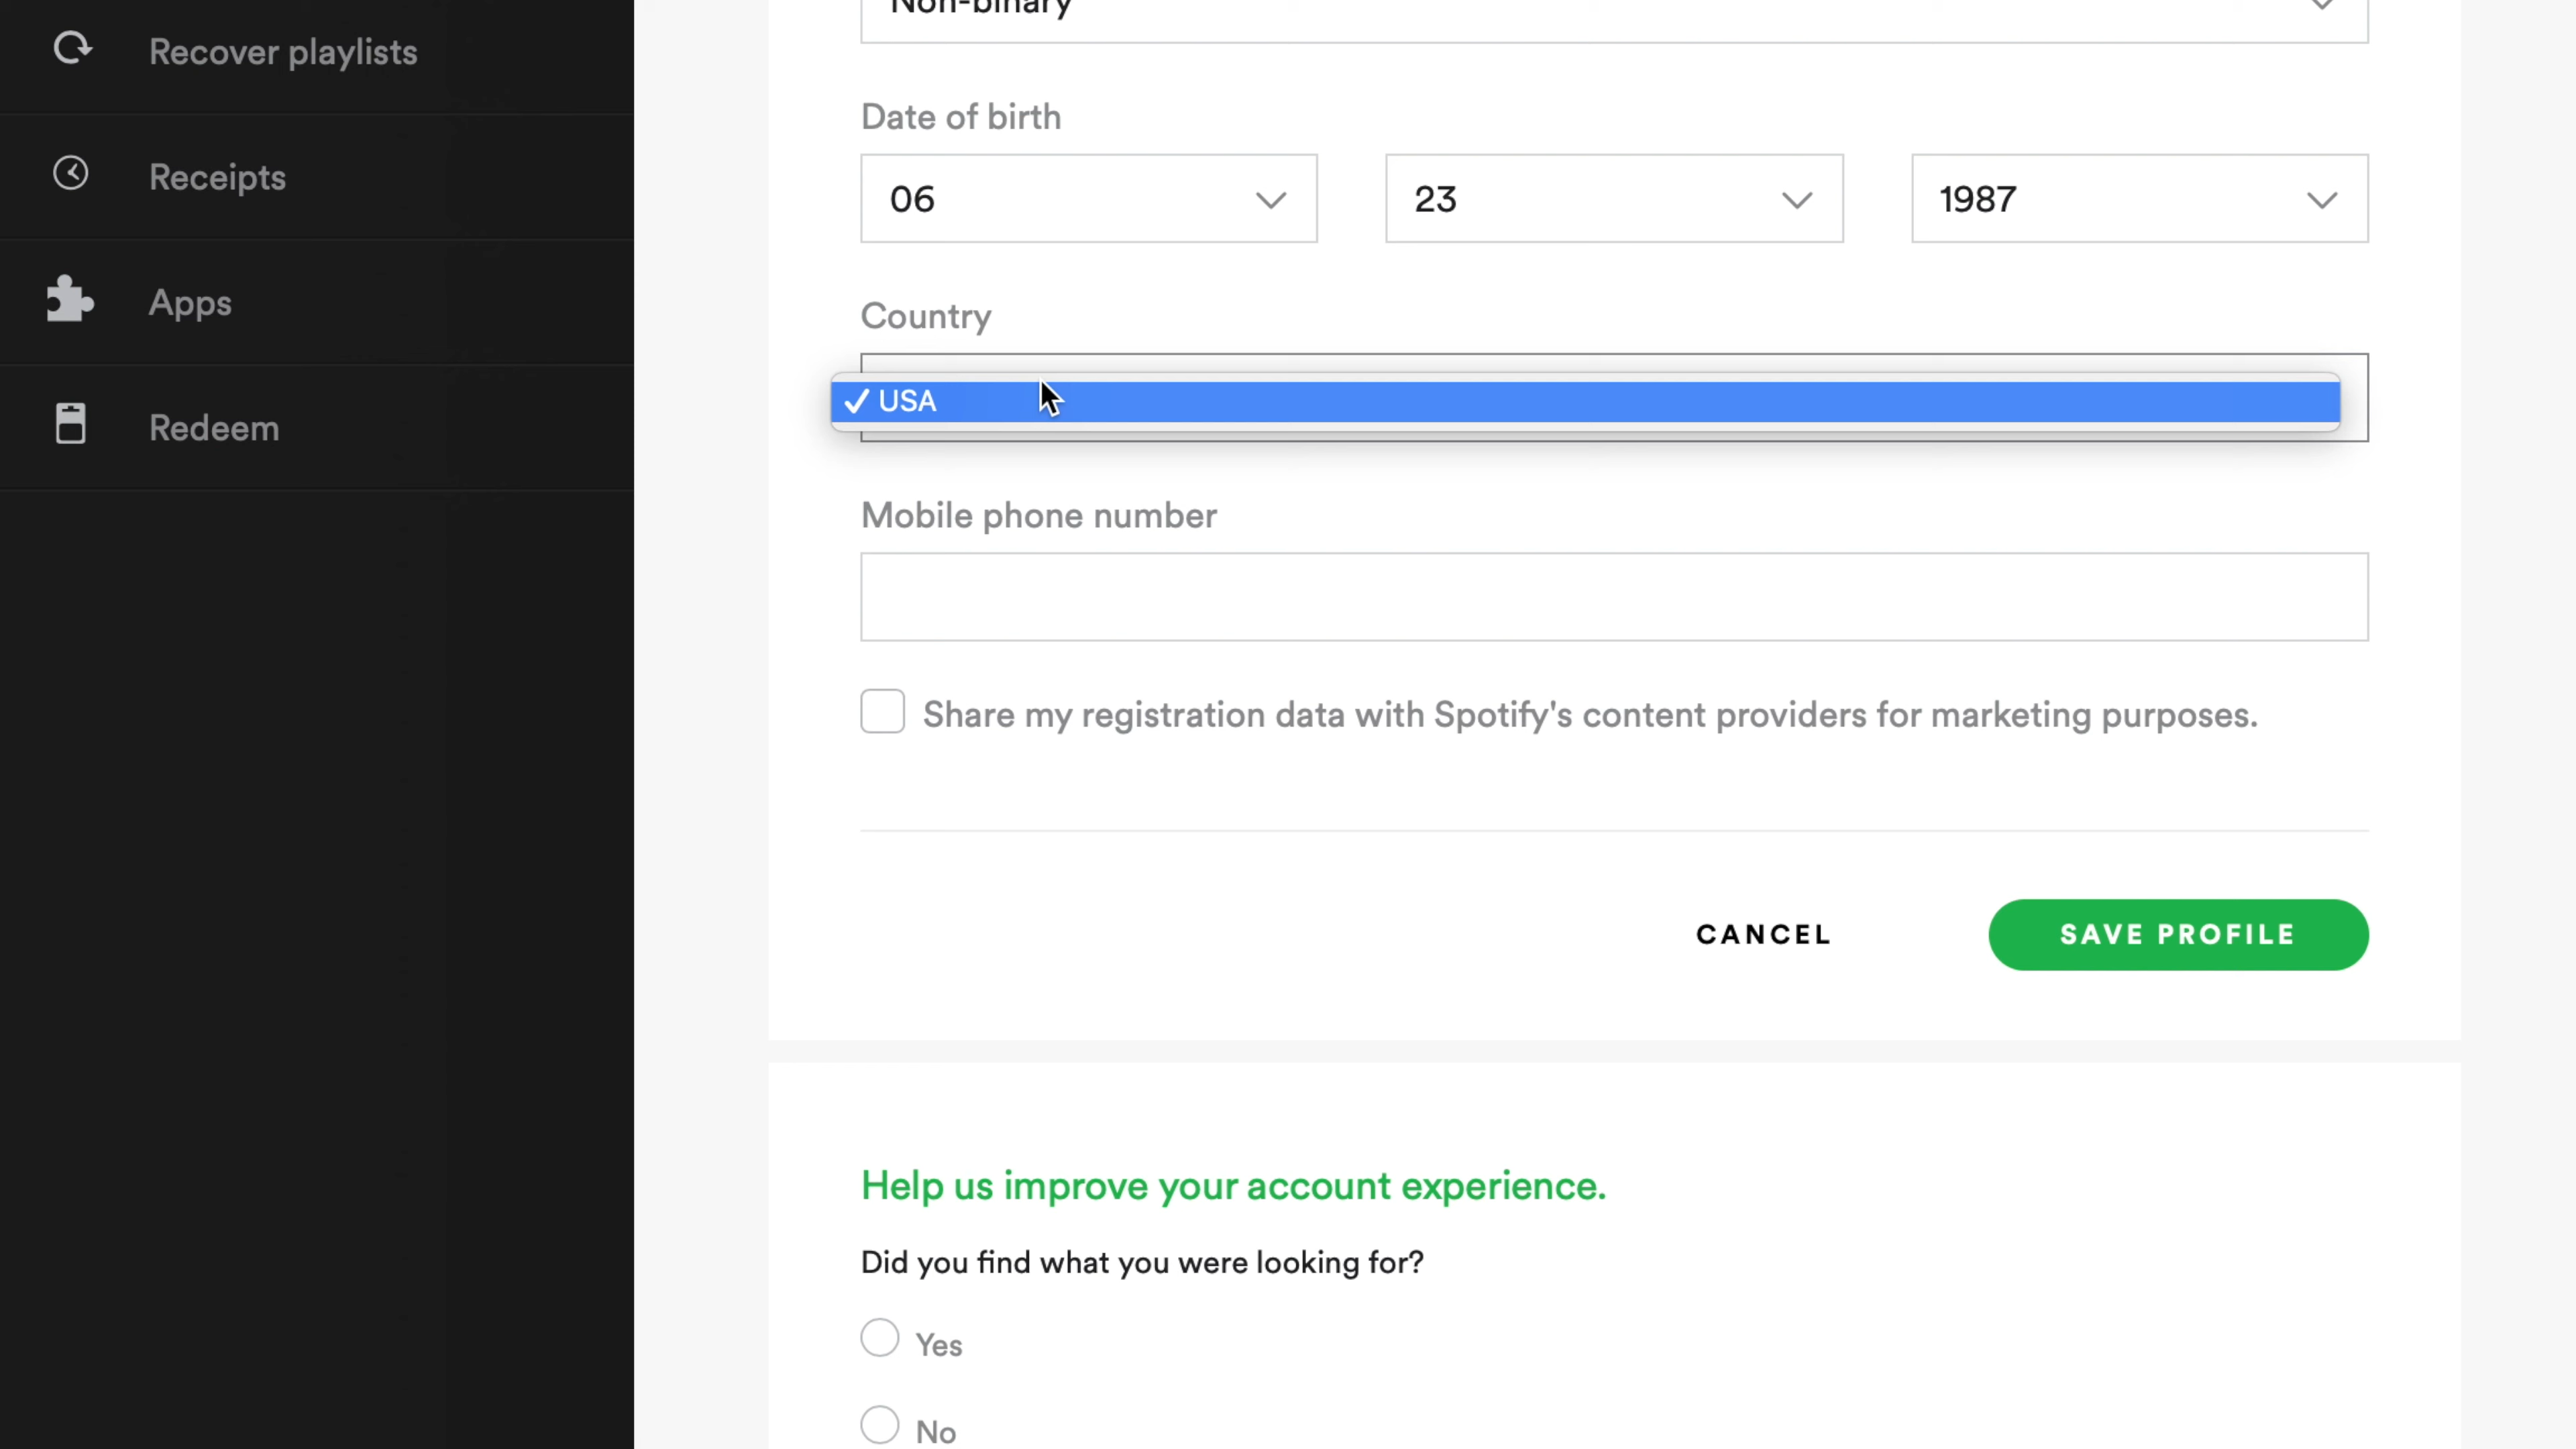 Recover playlists
Receipts
Apps
Redeem
Non-binary
Date of birth
06
23
1987
Country
✓ USA
Mobile phone number
Share my registration data with Spotify's content providers for marketing purposes.
CANCEL
SAVE PROFILE
Help us improve your account experience.
Did you find what you were looking for?
Yes
No